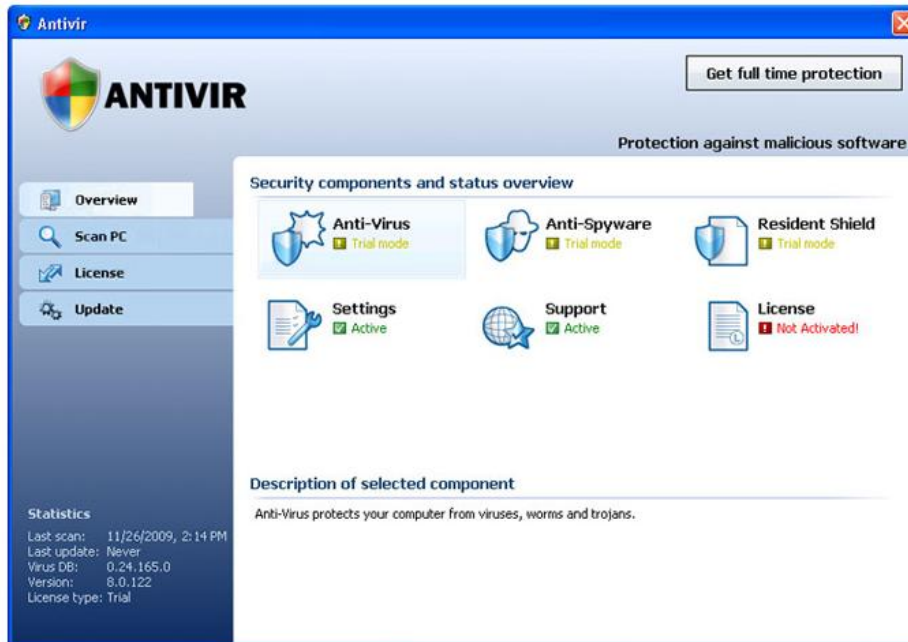 Antivir
ANTIVIR
Get full time protection
Protection against malicious software
Overview
Scan PC
License
Update
Security components and status overview
Anti-Virus
Trial mode
Anti-Spyware
Trial mode
Resident Shield
Trial mode
Settings
Active
Support
Active
License
Not Activated!
Description of selected component
Anti-Virus protects your computer from viruses, worms and trojans.
Statistics
Last scan: 11/26/2009, 2:14 PM
Last update: Never
Virus DB: 0.24.165.0
Version: 8.0.122
License type: Trial